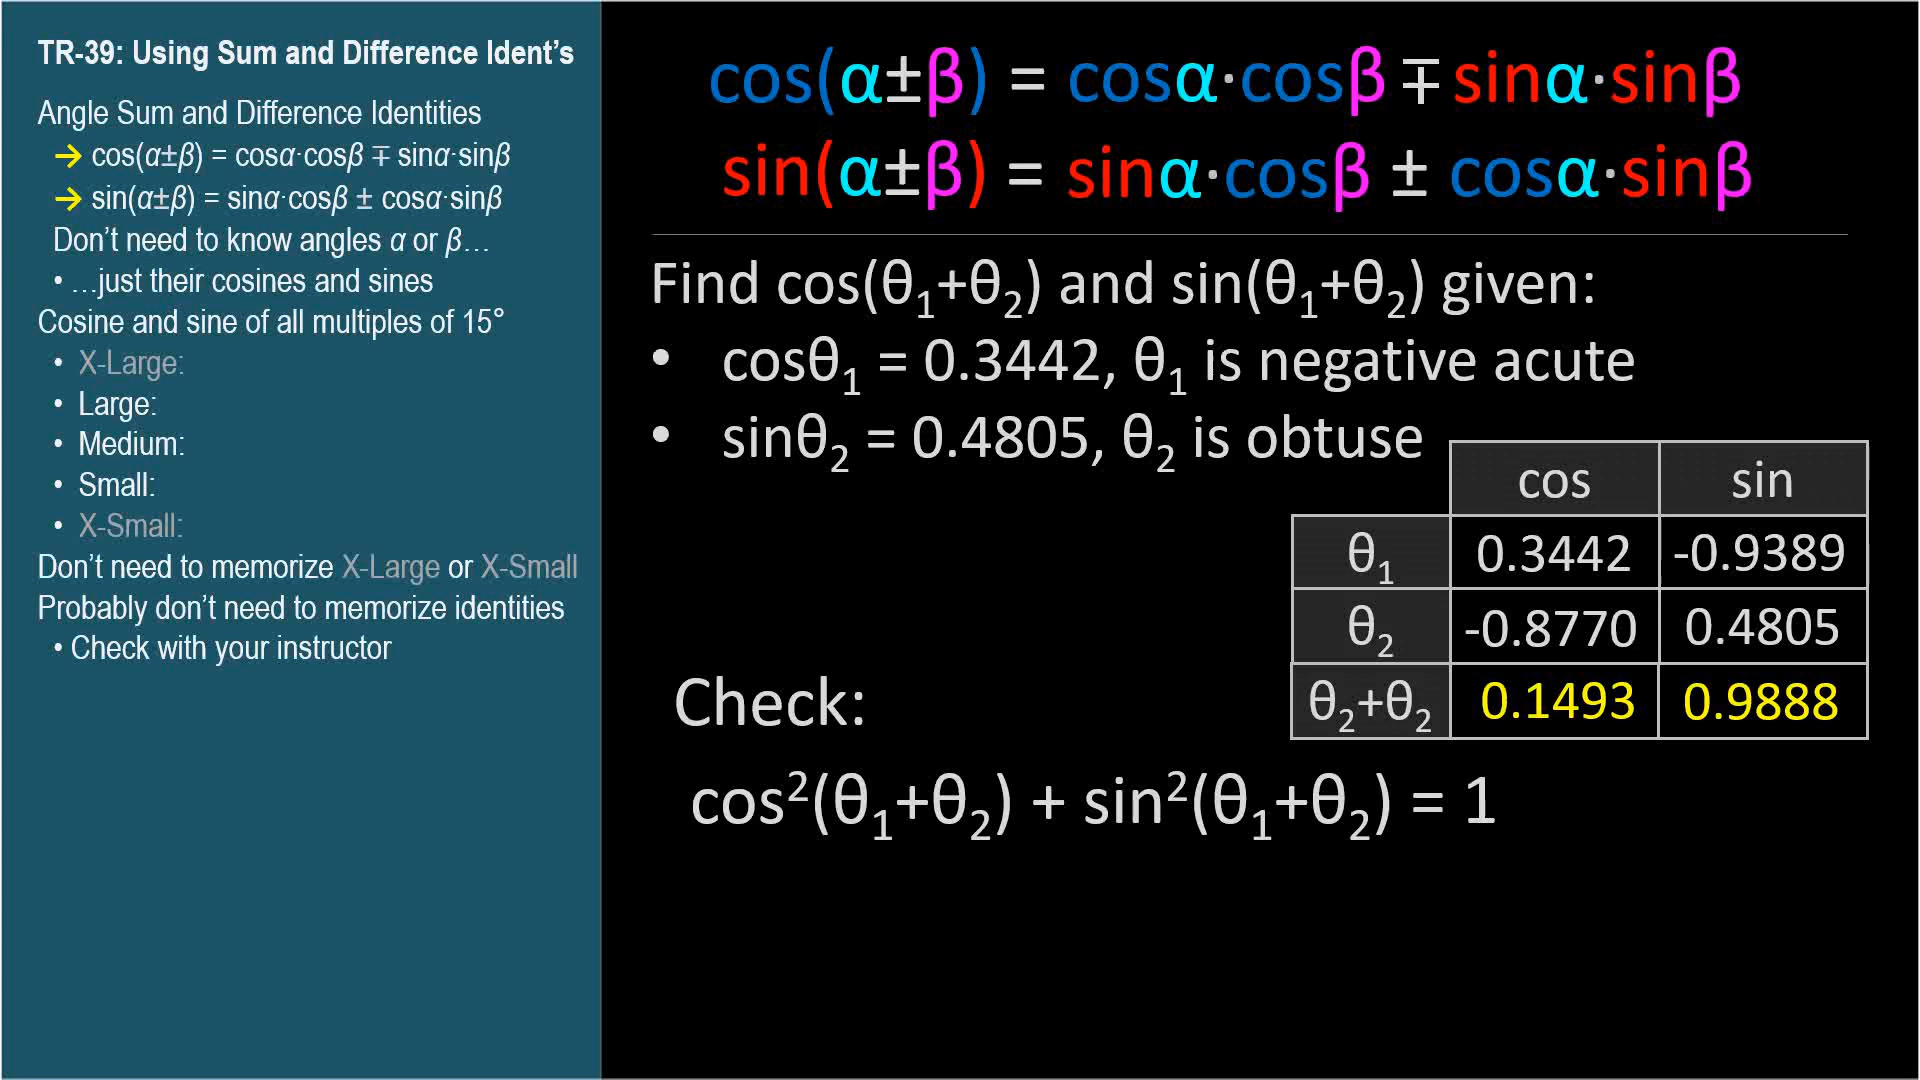 TR-39: Using Sum and Difference Ident’s
Angle Sum and Difference Identities
→ cos(α±β) = cosα·cosβ ∓ sinα·sinβ
→ sin(α±β) = sinα·cosβ ± cosα·sinβ
Don’t need to know angles α or β…
• …just their cosines and sines
Cosine and sine of all multiples of 15°
• X-Large:
• Large:
• Medium:
• Small:
• X-Small:
Don’t need to memorize X-Large or X-Small
Probably don’t need to memorize identities
• Check with your instructor
cos(α±β) = cosα·cosβ ∓ sinα·sinβ
sin(α±β) = sinα·cosβ ± cosα·sinβ
Find cos(θ₁+θ₂) and sin(θ₁+θ₂) given:
• cosθ₁ = 0.3442, θ₁ is negative acute
• sinθ₂ = 0.4805, θ₂ is obtuse
cos sin
θ₁ 0.3442 -0.9389
θ₂ -0.8770 0.4805
θ₂+θ₂ 0.1493 0.9888
Check:
cos²(θ₁+θ₂) + sin²(θ₁+θ₂) = 1